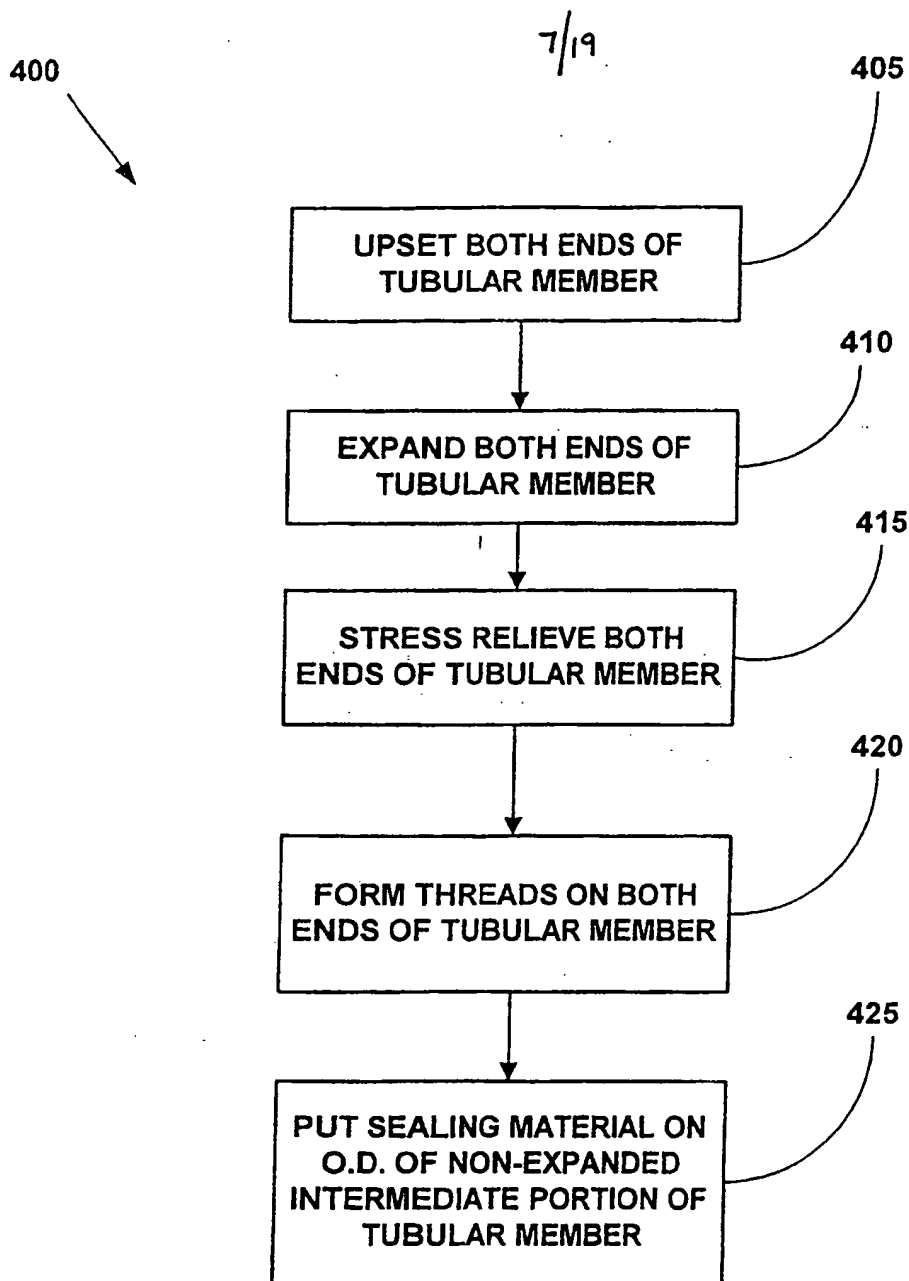 7/19
400
405
UPSET BOTH ENDS OF
TUBULAR MEMBER
410
EXPAND BOTH ENDS OF
TUBULAR MEMBER
415
STRESS RELIEVE BOTH
ENDS OF TUBULAR MEMBER
420
FORM THREADS ON BOTH
ENDS OF TUBULAR MEMBER
425
PUT SEALING MATERIAL ON
O.D. OF NON-EXPANDED
INTERMEDIATE PORTION OF
TUBULAR MEMBER